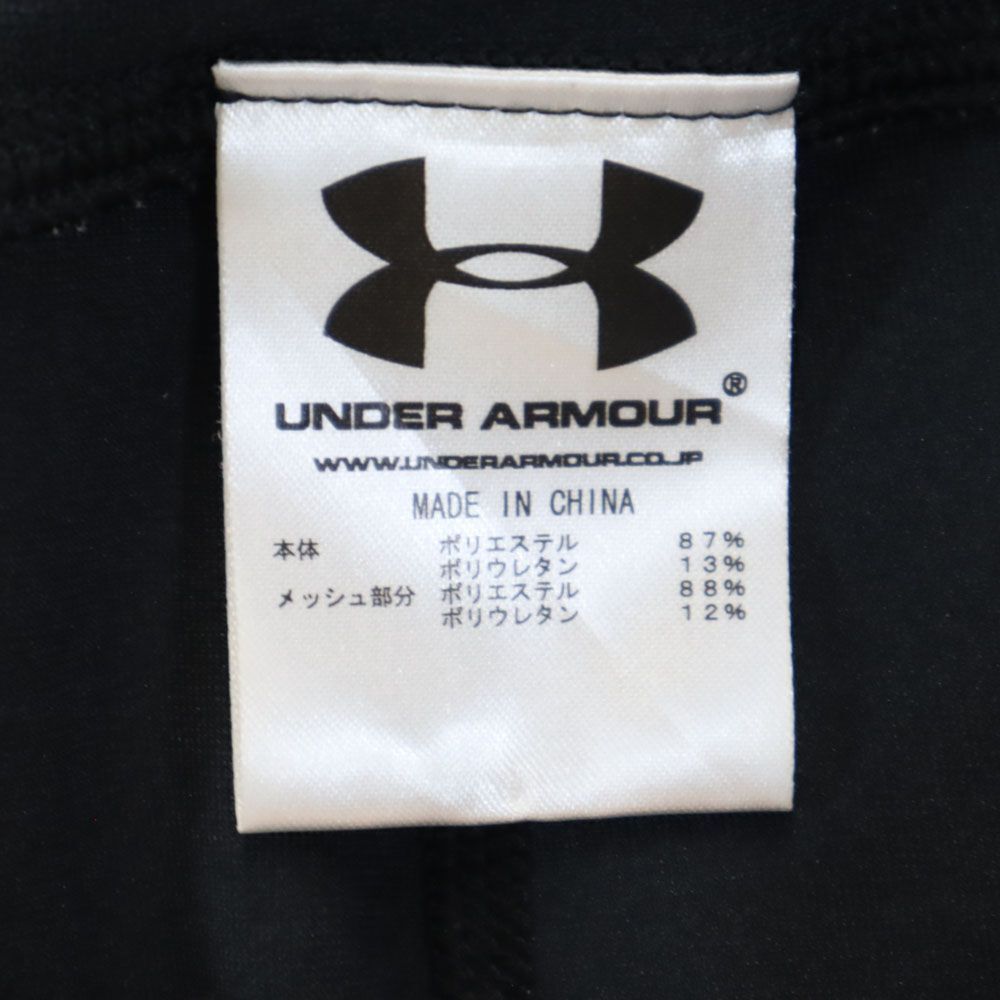 UNDER ARMOUR®
WWW.UNDERARMOUR.CO.JP
MADE IN CHINA
本体 ポリエステル 87%
ポリウレタン 13%
メッシュ部分 ポリエステル 88%
ポリウレタン 12%